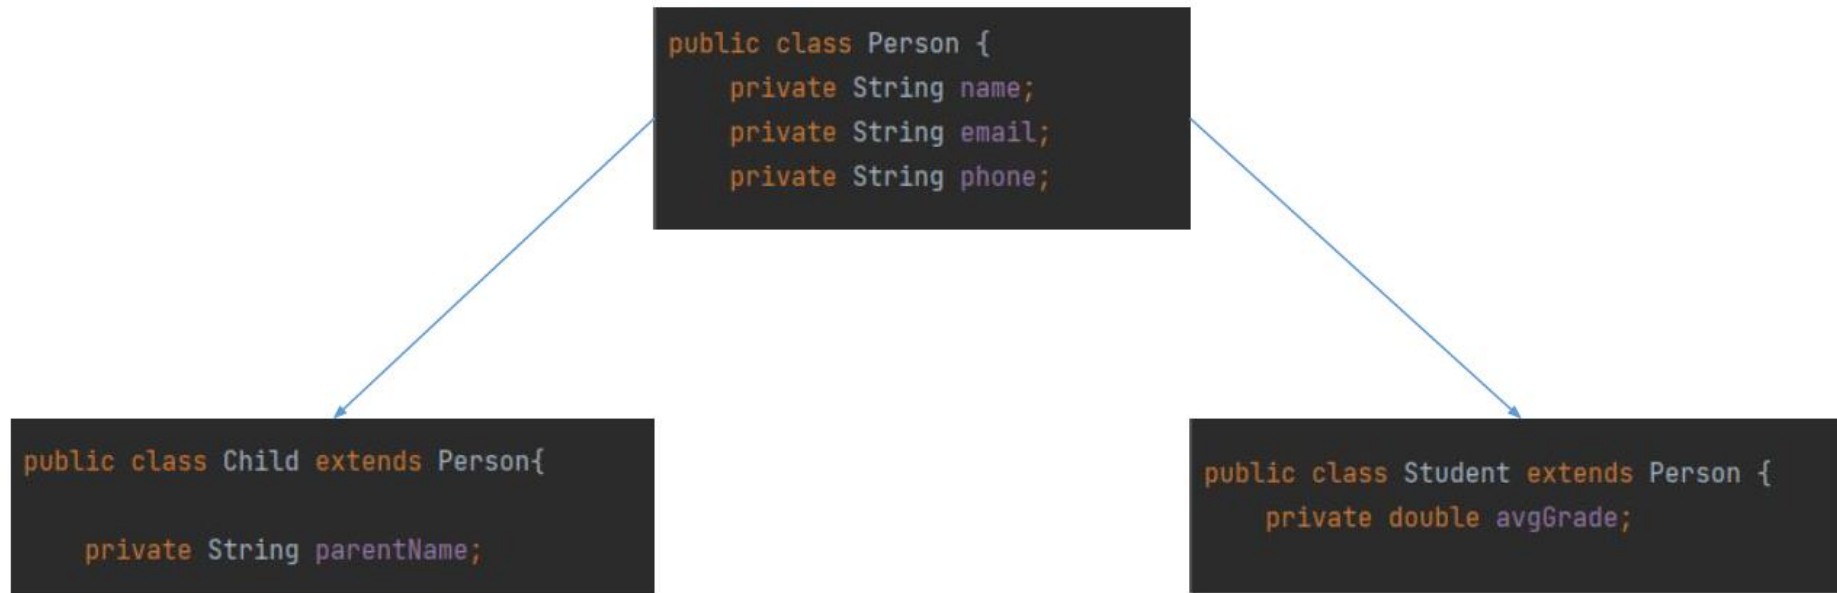 public class Person {
private String name;
private String email;
private String phone;
public class Child extends Person{
private String parentName;
public class Student extends Person {
private double avgGrade;